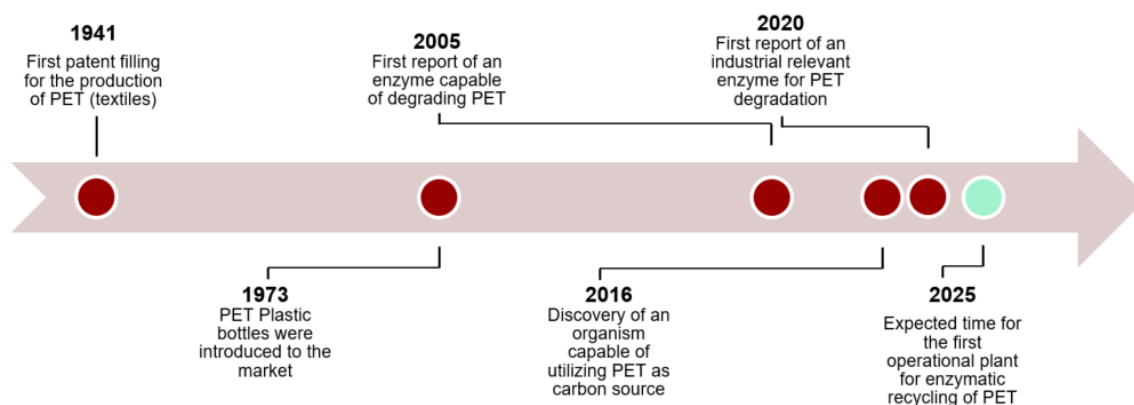 1941
First patent filling
for the production
of PET (textiles)
2005
First report of an
enzyme capable
of degrading PET
2020
First report of an
industrial relevant
enzyme for PET
degradation
1973
PET Plastic
bottles were
introduced to the
market
2016
Discovery of an
organism
capable of
utilizing PET as
carbon source
2025
Expected time for
the first
operational plant
for enzymatic
recycling of PET